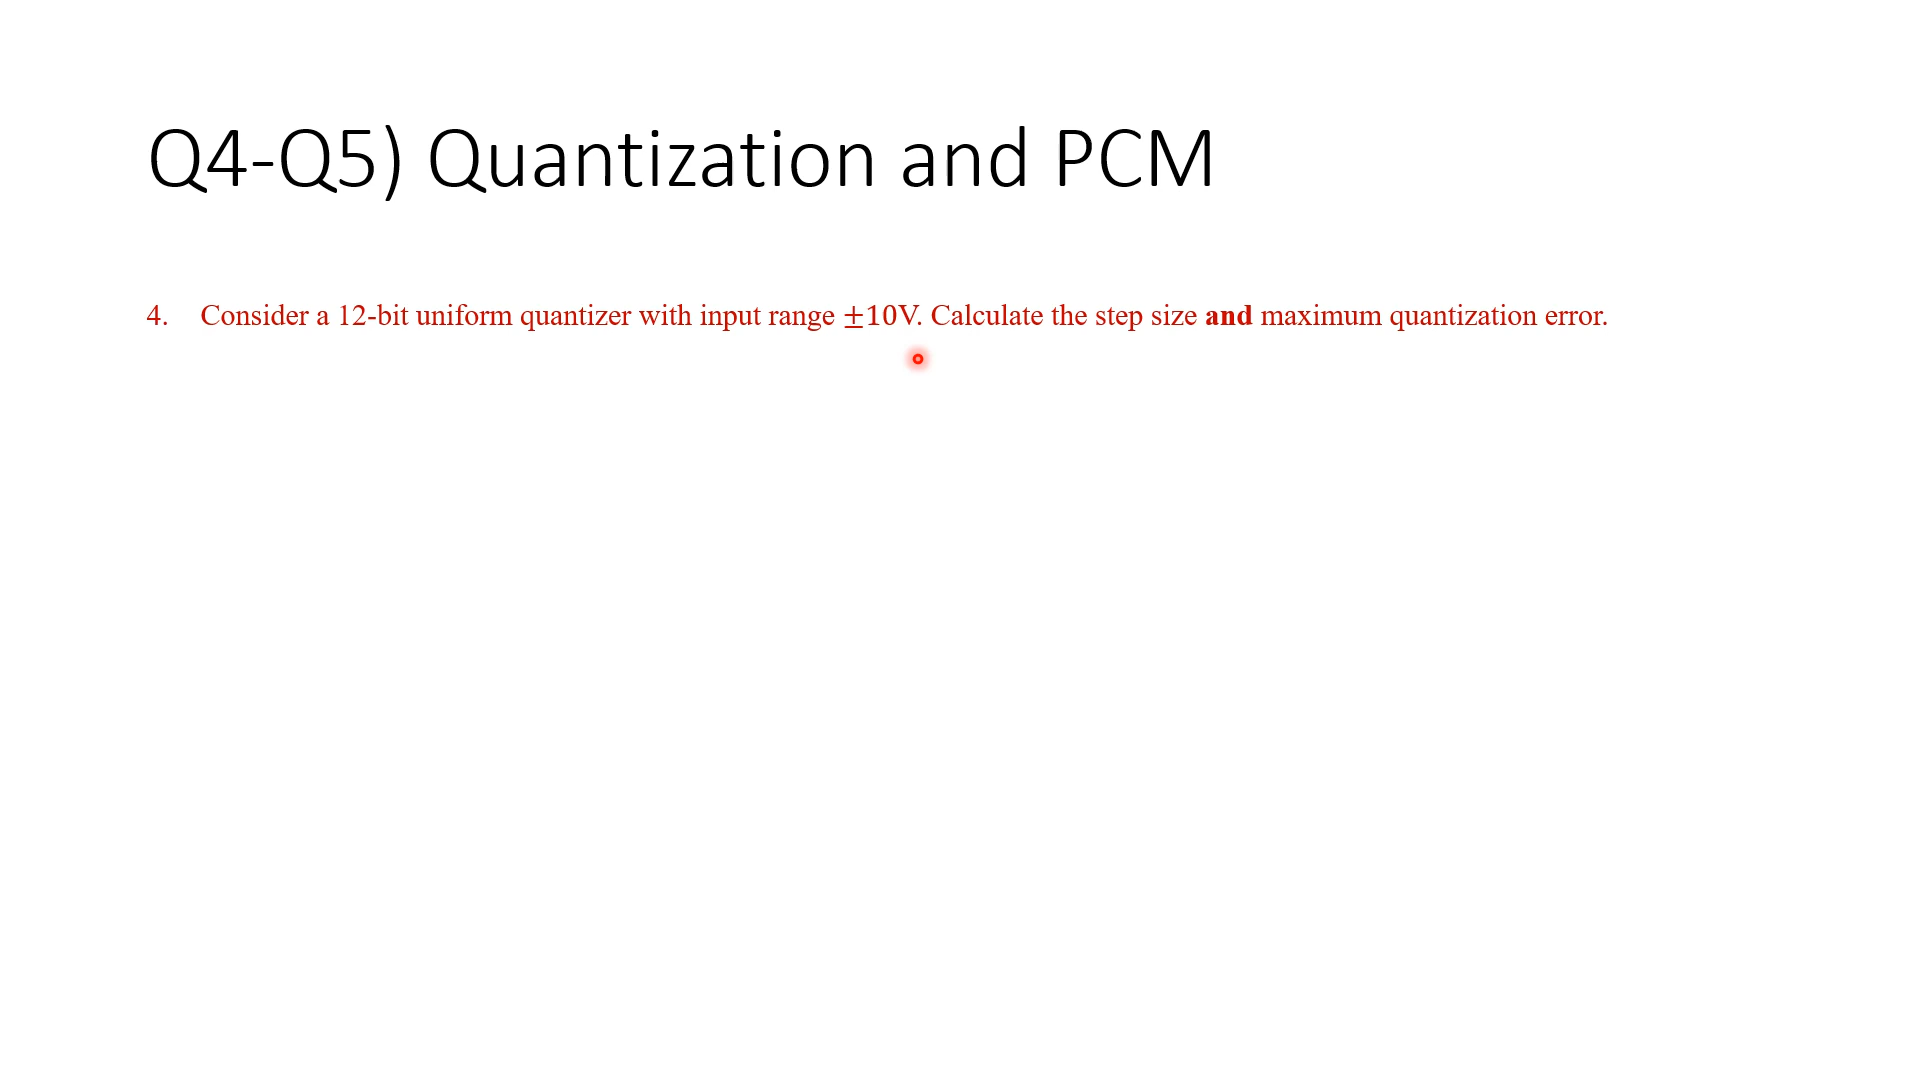 Q4-Q5) Quantization and PCM
4. Consider a 12-bit uniform quantizer with input range ±10V. Calculate the step size and maximum quantization error.